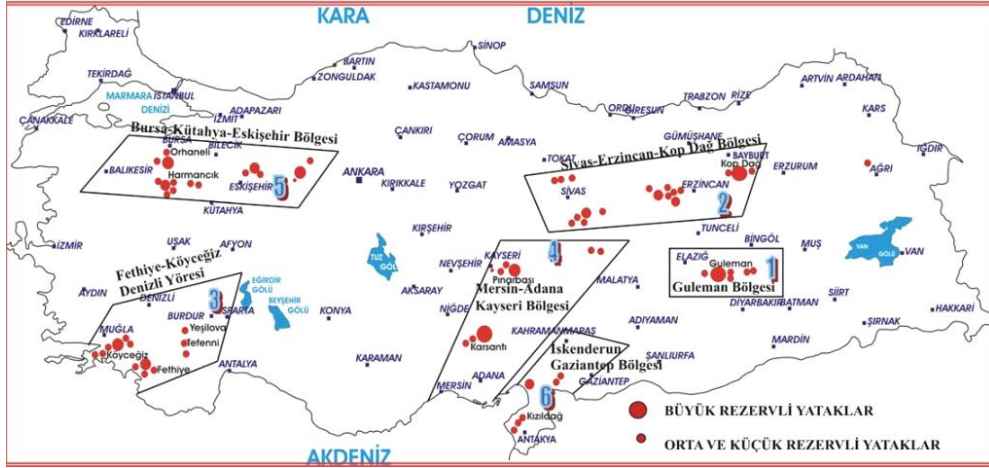 KARA DENİZ
EDİRNE
KIRKLARELİ
TEKİRDAĞ
MARMARA
DENİZİ
İSTANBUL
ÇANAKKALE
İZMİT
ADAPAZARI
ZONGULDAK
BARTIN
KASTAMONU
SİNOP
SAMSUN
ORDU
GİRESUN
TRABZON
RİZE
ARTVİN
ARDAHAN
KARS
IĞDIR
AĞRI
Bursa-Kütahya-Eskişehir Bölgesi
BURSA
BİLECİK
Orhaneli
BALIKESİR
Harmancık
ESKİŞEHİR
5
KÜTAHYA
ANKARA
ÇANKIRI
ÇORUM
AMASYA
KIRIKKALE
YOZGAT
TOKAT
Sivas-Erzincan-Kop Dağ Bölgesi
GÜMÜŞHANE
BAYBURT
Kop Dağ
ERZURUM
SİVAS
ERZİNCAN
2
TUNCELİ
BİNGÖL
MUŞ
VAN
GÖLÜ
VAN
ELAZIĞ
Guleman
1
Guleman Bölgesi
İZMİR
UŞAK
AFYON
Fethiye-Köyceğiz
Denizli Yöresi
AYDIN
DENİZLİ
BURDUR
3
ISPARTA
EĞİRDİR
GÖLÜ
BEYŞEHİR
GÖLÜ
MUĞLA
Yeşilova
Tefenni
Köyceğiz
Fethiye
ANTALYA
KONYA
KARAMAN
TUZ
GÖLÜ
KIRŞEHİR
NEVŞEHİR
AKSARAY
NİĞDE
KAYSERİ
4
Pınarbaşı
Mersin-Adana
Kayseri Bölgesi
MALATYA
KAHRAMANMARAŞ
Karsantı
ADANA
MERSİN
İskenderun
Gaziantep Bölgesi
GAZİANTEP
6
Kızıldağ
ANTAKYA
ADIYAMAN
ŞANLIURFA
DİYARBAKIR
BATMAN
SİİRT
MARDİN
ŞIRNAK
HAKKARİ
BÜYÜK REZERVLİ YATAKLAR
ORTA VE KÜÇÜK REZERVLİ YATAKLAR
AKDENİZ